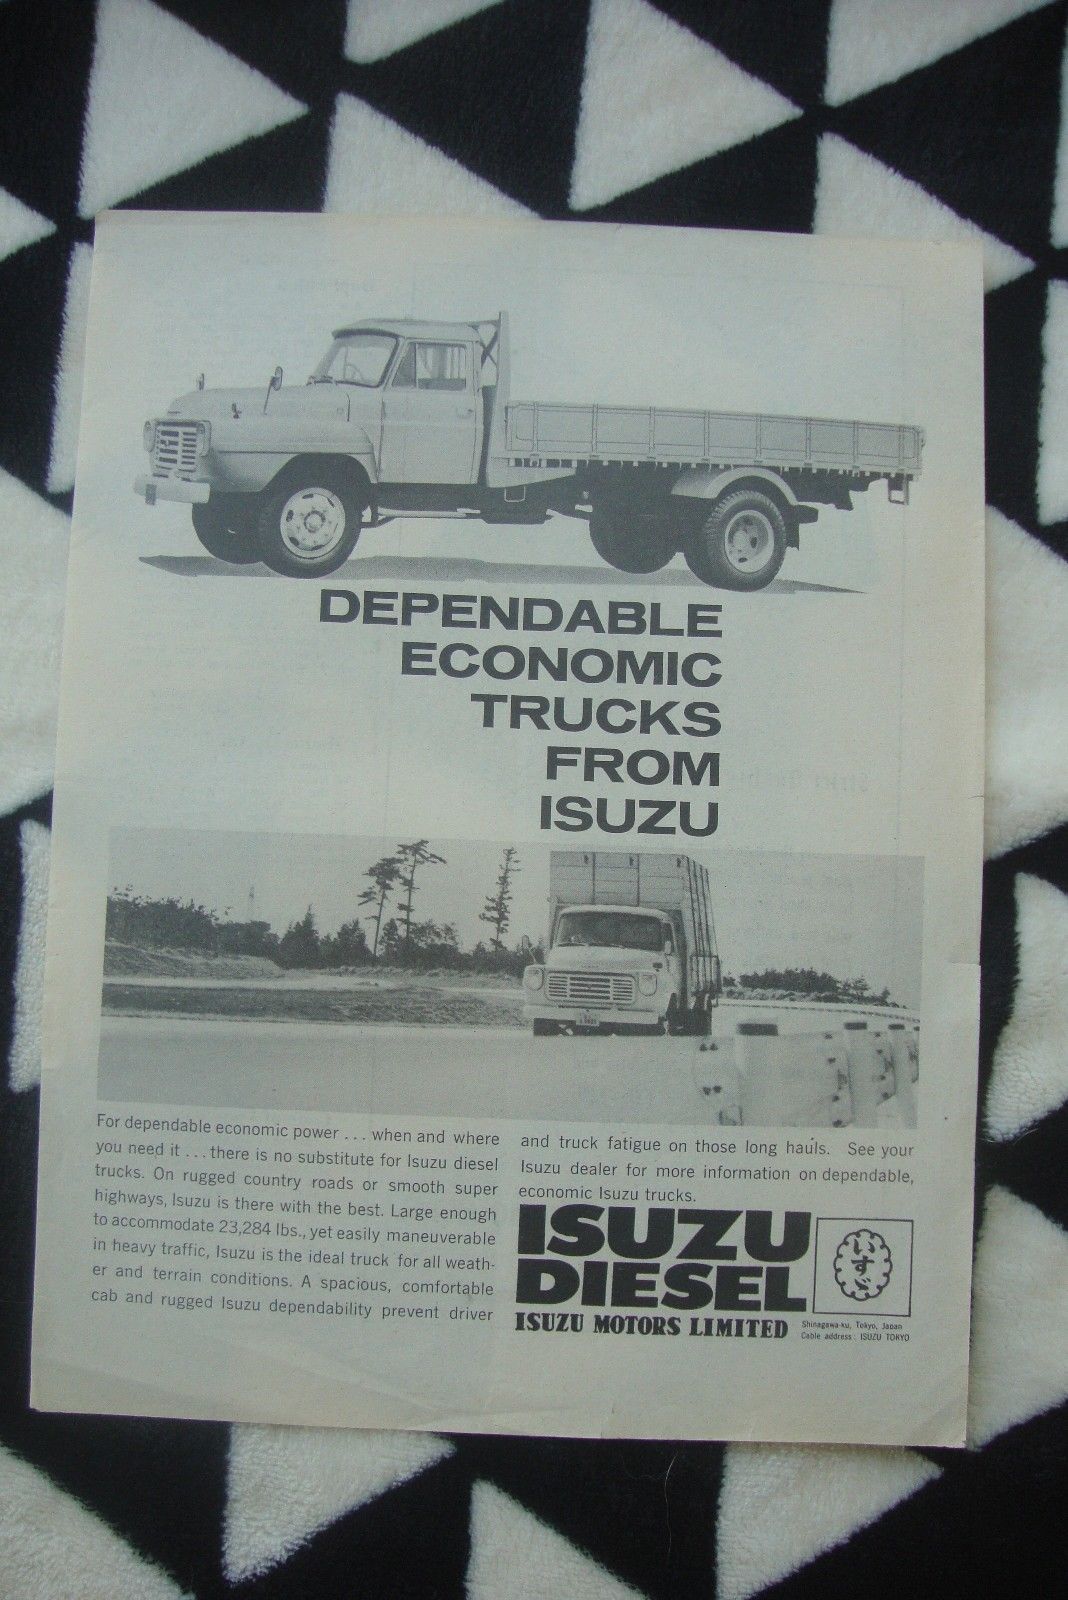 DEPENDABLE
ECONOMIC
TRUCKS
FROM
ISUZU
For dependable economic power ... when and where
you need it ... there is no substitute for Isuzu diesel
trucks. On rugged country roads or smooth super
highways, Isuzu is there with the best. Large enough
to accommodate 23,284 lbs., yet easily maneuverable
in heavy traffic, Isuzu is the ideal truck for all weath-
er and terrain conditions. A spacious, comfortable
cab and rugged Isuzu dependability prevent driver
and truck fatigue on those long hauls. See your
Isuzu dealer for more information on dependable,
economic Isuzu trucks.
ISUZU
DIESEL
いすゞ
ISUZU MOTORS LIMITED
Shinagawa-ku, Tokyo, Japan
Cable address : ISUZU TOKYO